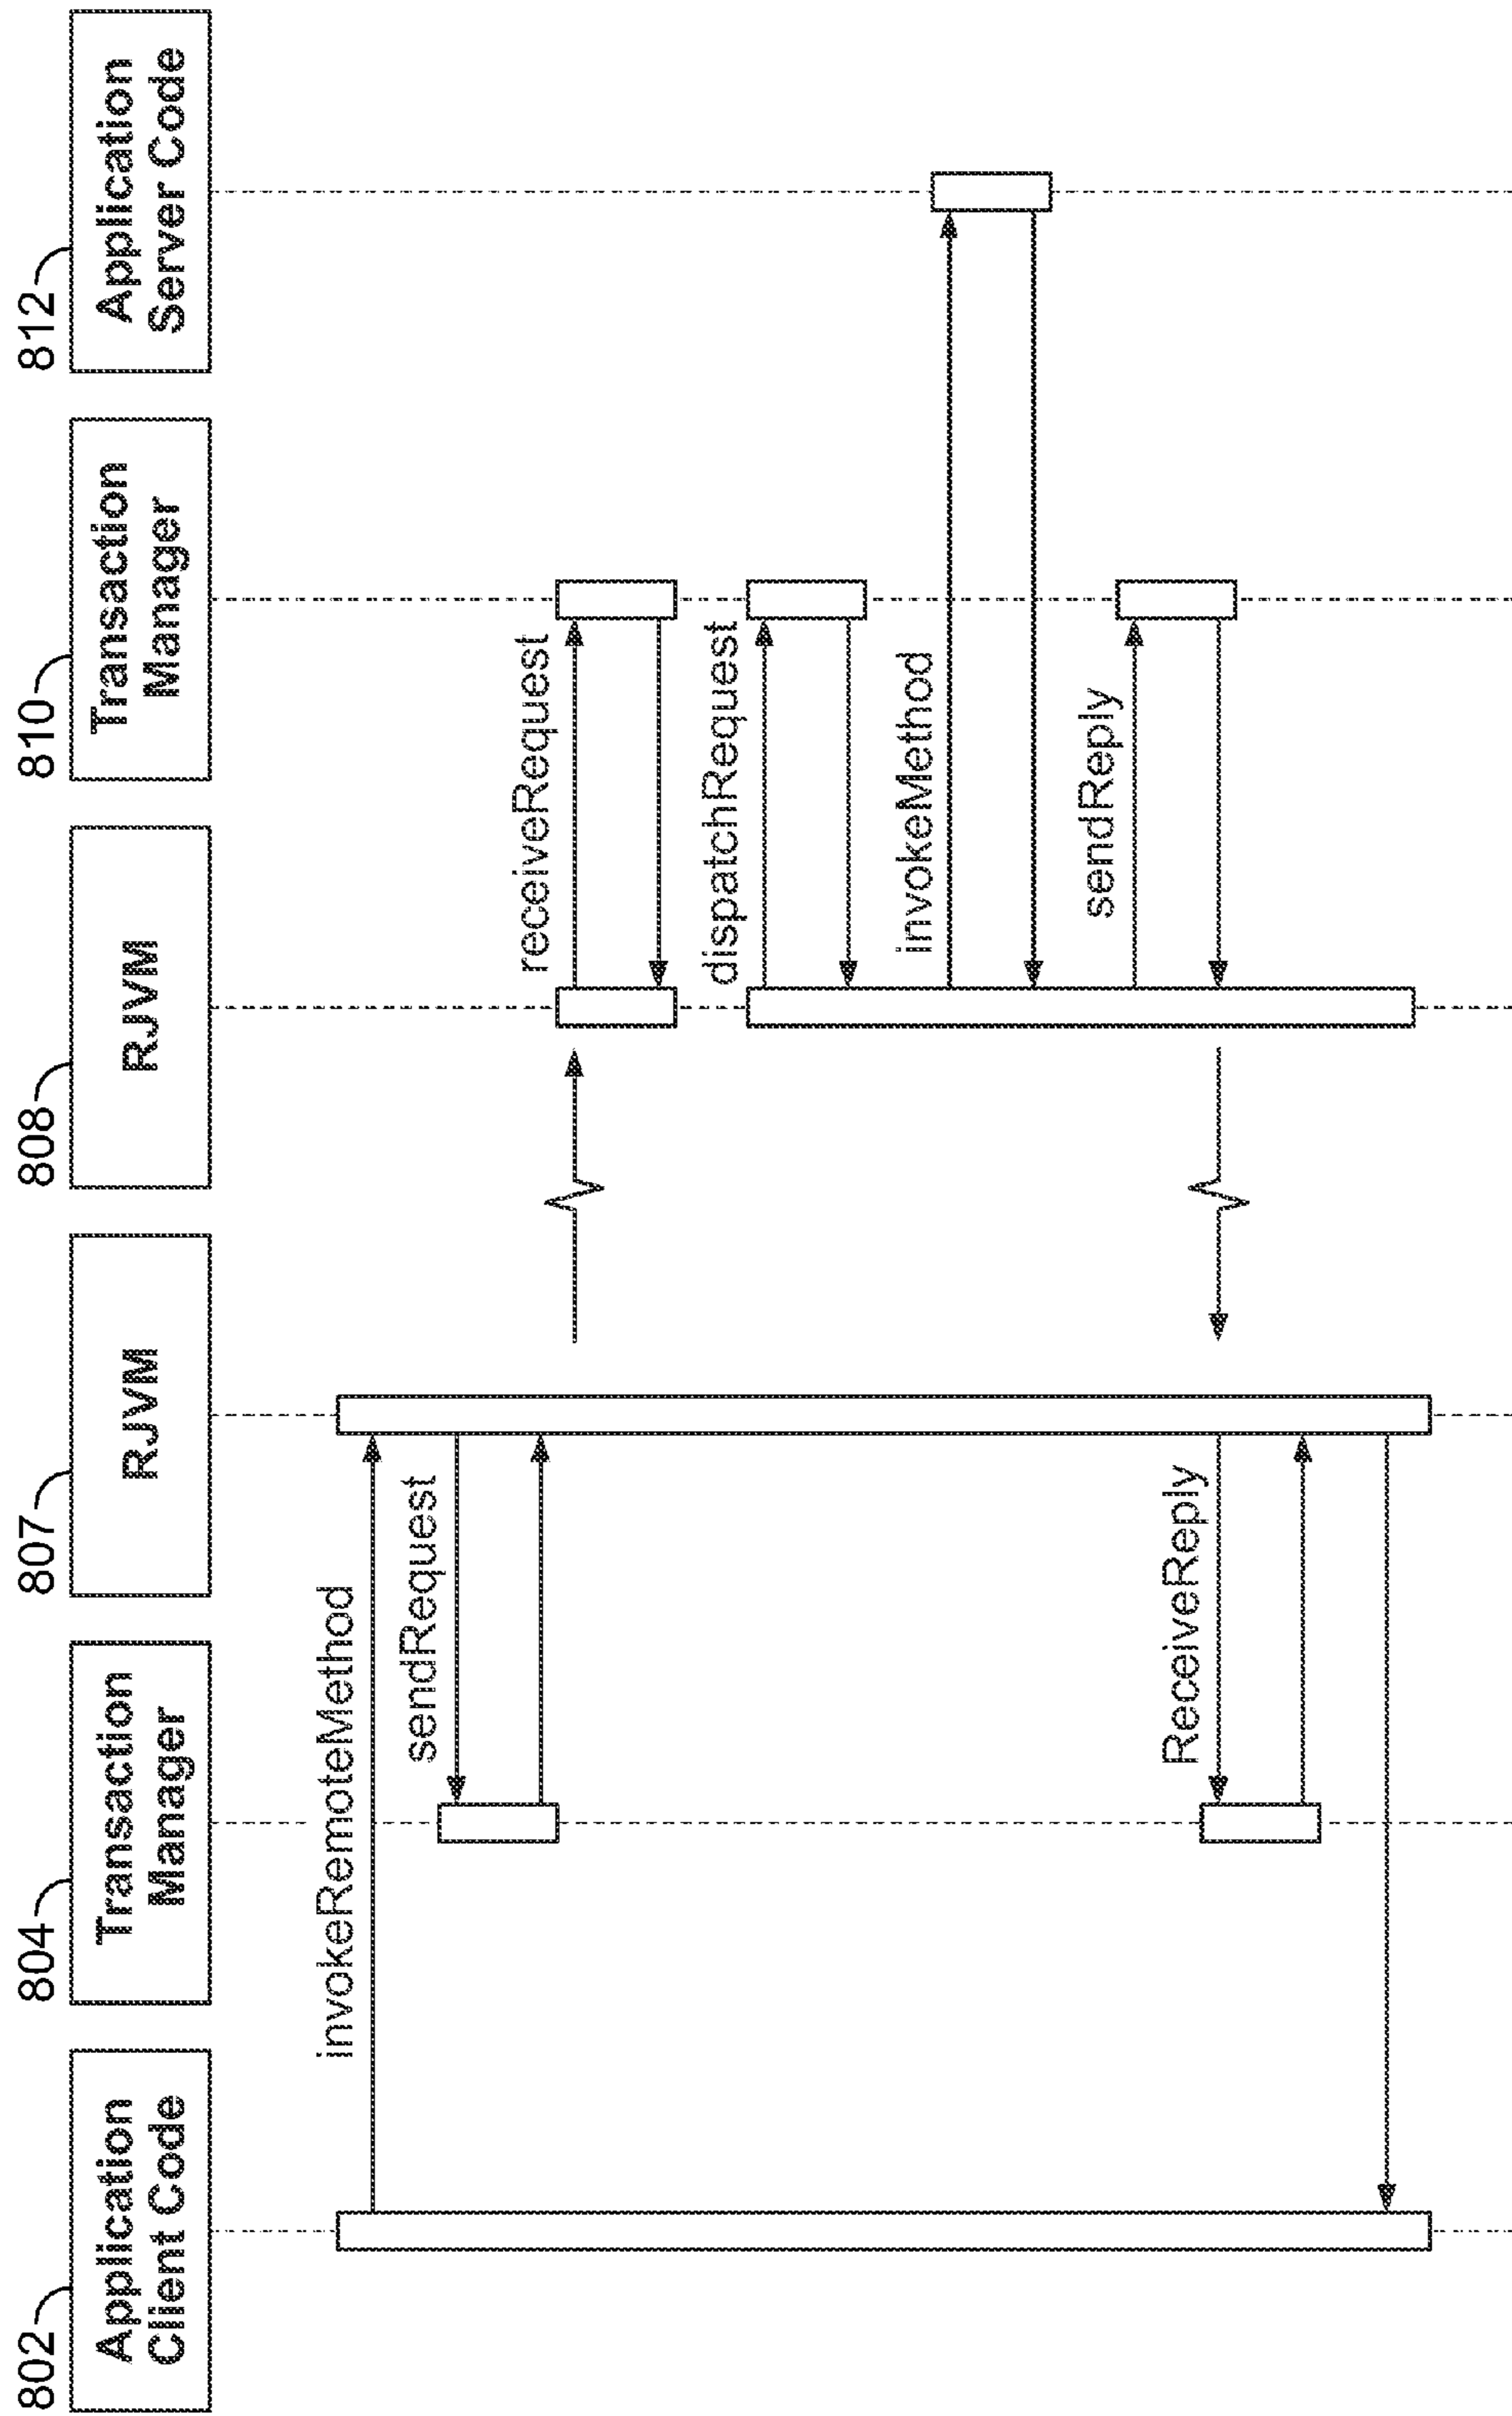 802
Application
Client Code
804
Transaction
Manager
807
RJVM
808
RJVM
810
Transaction
Manager
812
Application
Server Code
invokeRemoteMethod
sendRequest
receiveRequest
dispatchRequest
invokeMethod
sendReply
ReceiveReply